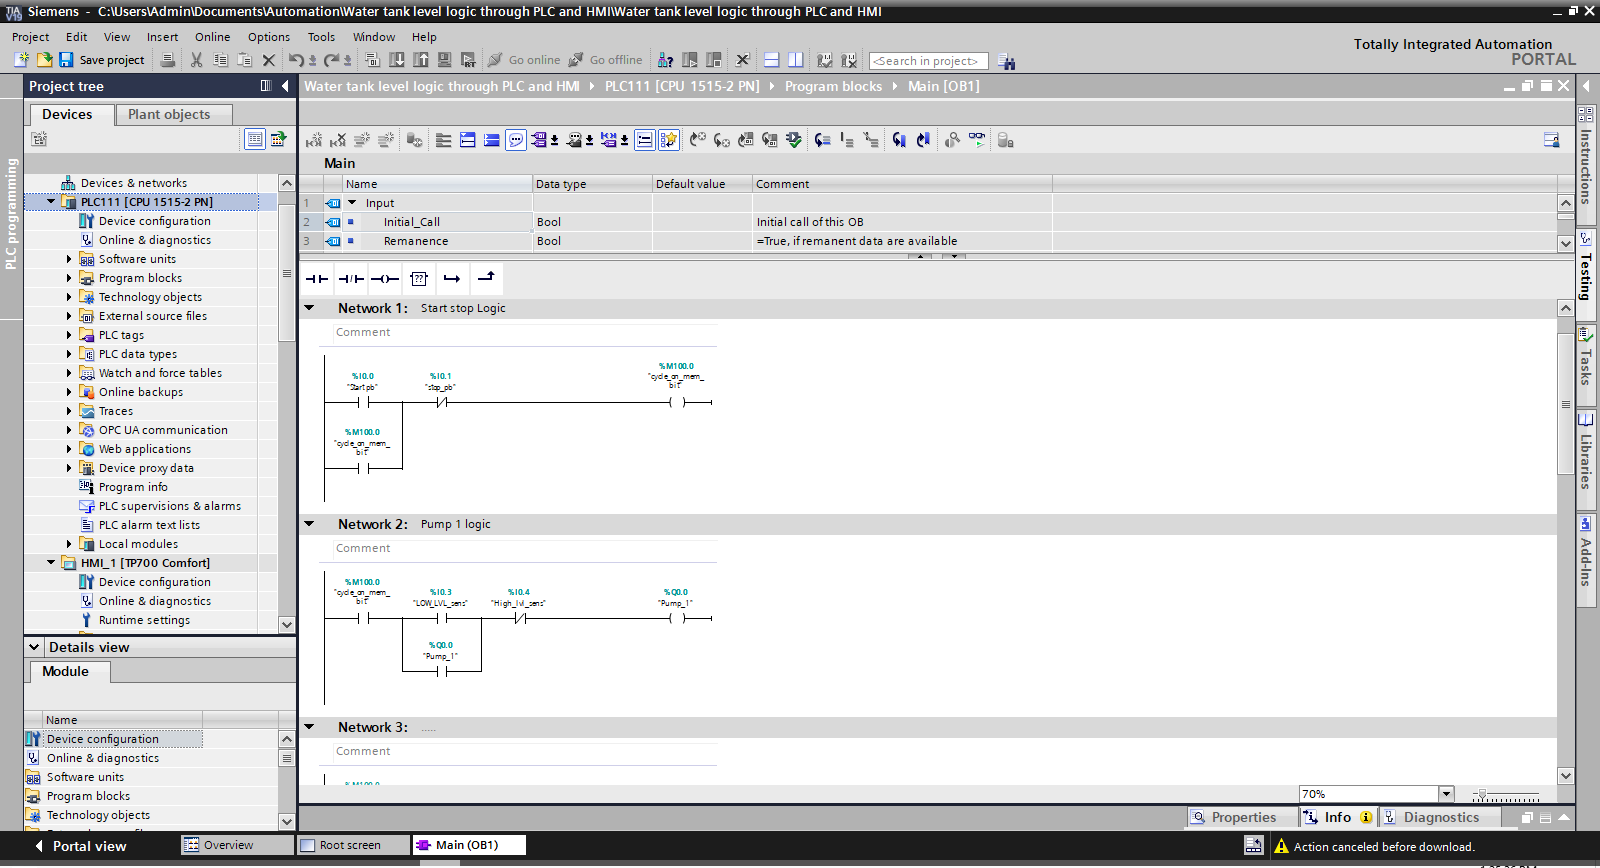 Siemens - C:\Users\Admin\Documents\Automation\Water tank level logic through PLC and HMI\Water tank level logic through PLC and HMI
Project Edit View Insert Online Options Tools Window Help
Totally Integrated Automation
PORTAL
Save project Go online Go offline <Search in project>
Project tree
Water tank level logic through PLC and HMI PLC111 [CPU 1515-2 PN] Program blocks Main [OB1]
Devices Plant objects
PLC programming
Devices & networks
PLC111 [CPU 1515-2 PN]
Device configuration
Online & diagnostics
Software units
Program blocks
Technology objects
External source files
PLC tags
PLC data types
Watch and force tables
Online backups
Traces
OPC UA communication
Web applications
Device proxy data
Program info
PLC supervisions & alarms
PLC alarm text lists
Local modules
HMI_1 [TP700 Comfort]
Device configuration
Online & diagnostics
Runtime settings
Details view
Module
Name
Device configuration
Online & diagnostics
Software units
Program blocks
Technology objects
Main
Name Data type Default value Comment
1 Input
2 Initial_Call Bool Initial call of this OB
3 Remanence Bool =True, if remanent data are available
??
Network 1: Start stop Logic
Comment
%I0.0 %I0.1 %M100.0
"Start pb" "stop_pb" "cycle_on_mem_
bit"
%M100.0
"cycle_on_mem_
bit"
Network 2: Pump 1 logic
Comment
%M100.0
"cycle_on_mem_
bit"
%I0.3 %I0.4 %Q0.0
"LOW_LVL_sens" "High_lvl_sens" "Pump_1"
%Q0.0
"Pump_1"
Network 3: .....
Comment
%M100.0
70%
Instructions
Testing
Tasks
Libraries
Add-Ins
Properties Info Diagnostics
Portal view Overview Root screen Main (OB1) Action canceled before download.